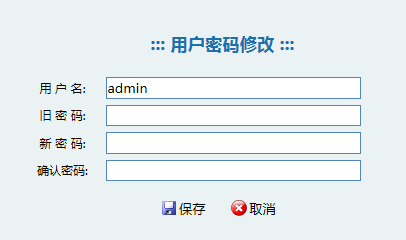 ::: 用户密码修改 :::
用 户 名: admin
旧 密 码:
新 密 码:
确认密码:
保存 取消